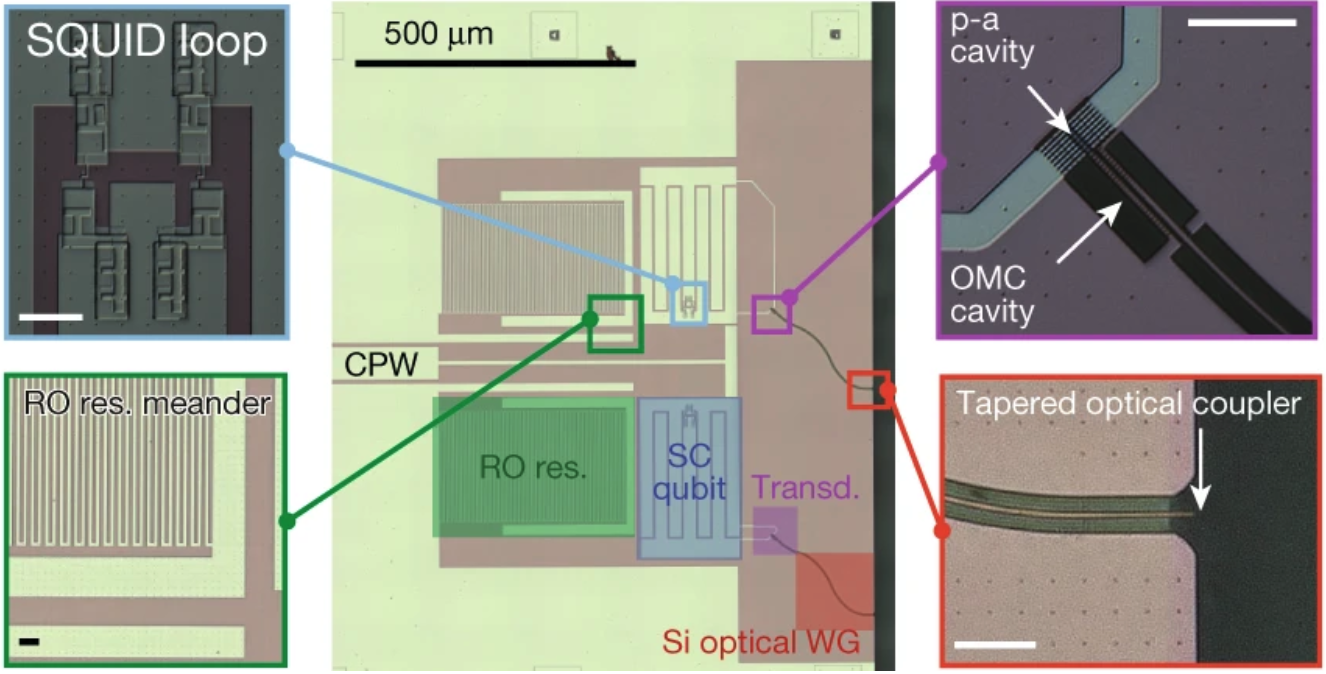 SQUID loop
500 μm
p-a
cavity
OMC
cavity
CPW
RO res. meander
RO res.
SC
qubit
Transd.
Si optical WG
Tapered optical coupler